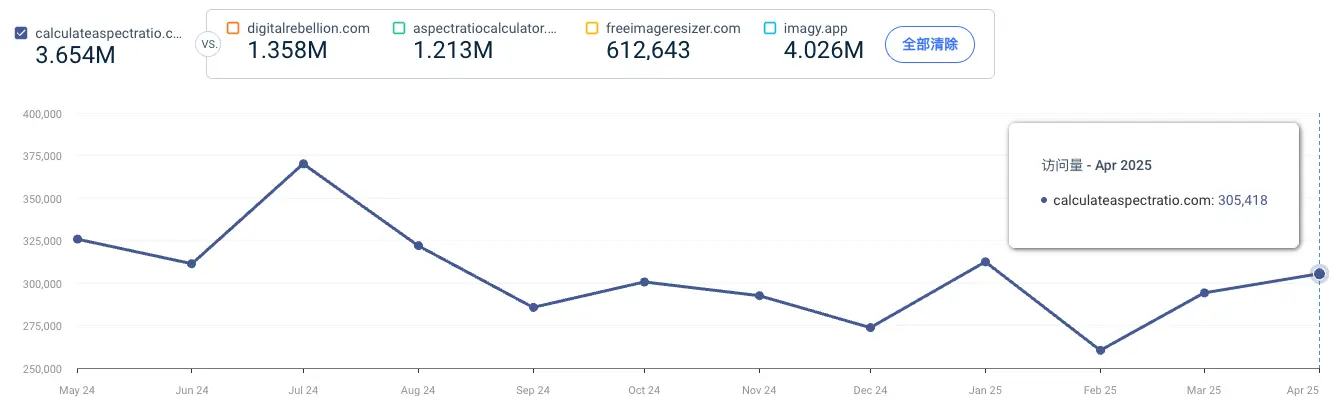 calculateaspectratio.c...
3.654M
VS.
digitalrebellion.com
1.358M
aspectratiocalculator....
1.213M
freeimageresizer.com
612,643
imagy.app
4.026M
全部清除
400,000
375,000
350,000
325,000
300,000
275,000
250,000
访问量 - Apr 2025
calculateaspectratio.com: 305,418
May 24
Jun 24
Jul 24
Aug 24
Sep 24
Oct 24
Nov 24
Dec 24
Jan 25
Feb 25
Mar 25
Apr 25